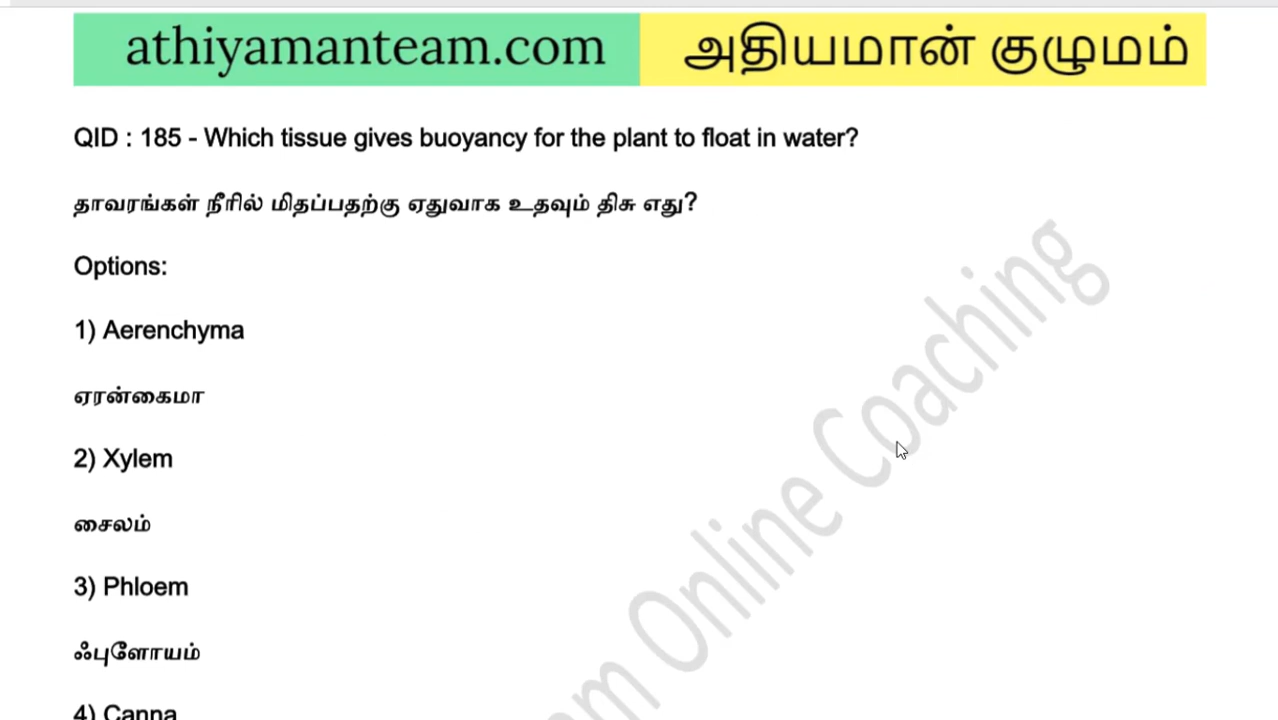 athiyamanteam.com அதியமான் குழுமம்
QID : 185 - Which tissue gives buoyancy for the plant to float in water?
தாவரங்கள் நீரில் மிதப்பதற்கு ஏதுவாக உதவும் திசு எது?
Options:
1) Aerenchyma
ஏரன்கைமா
2) Xylem
சைலம்
3) Phloem
ஃபுளோயம்
4) Canna
Online Coaching